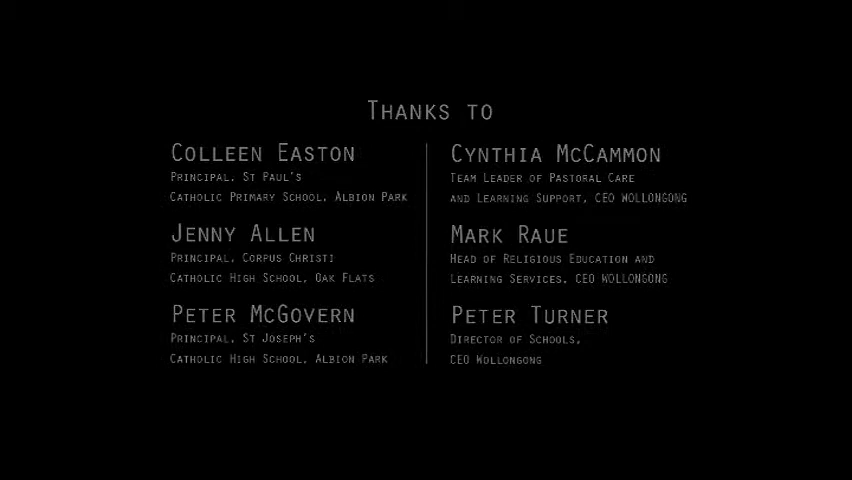 Thanks to
Colleen Easton
Principal, St Paul's
Catholic Primary School, Albion Park
Jenny Allen
Principal, Corpus Christi
Catholic High School, Oak Flats
Peter McGovern
Principal, St Joseph's
Catholic High School, Albion Park
Cynthia McCammon
Team Leader of Pastoral Care
and Learning Support, CEO WOLLONGONG
Mark Raue
Head of Religious Education and
Learning Services, CEO WOLLONGONG
Peter Turner
Director of Schools,
CEO Wollongong